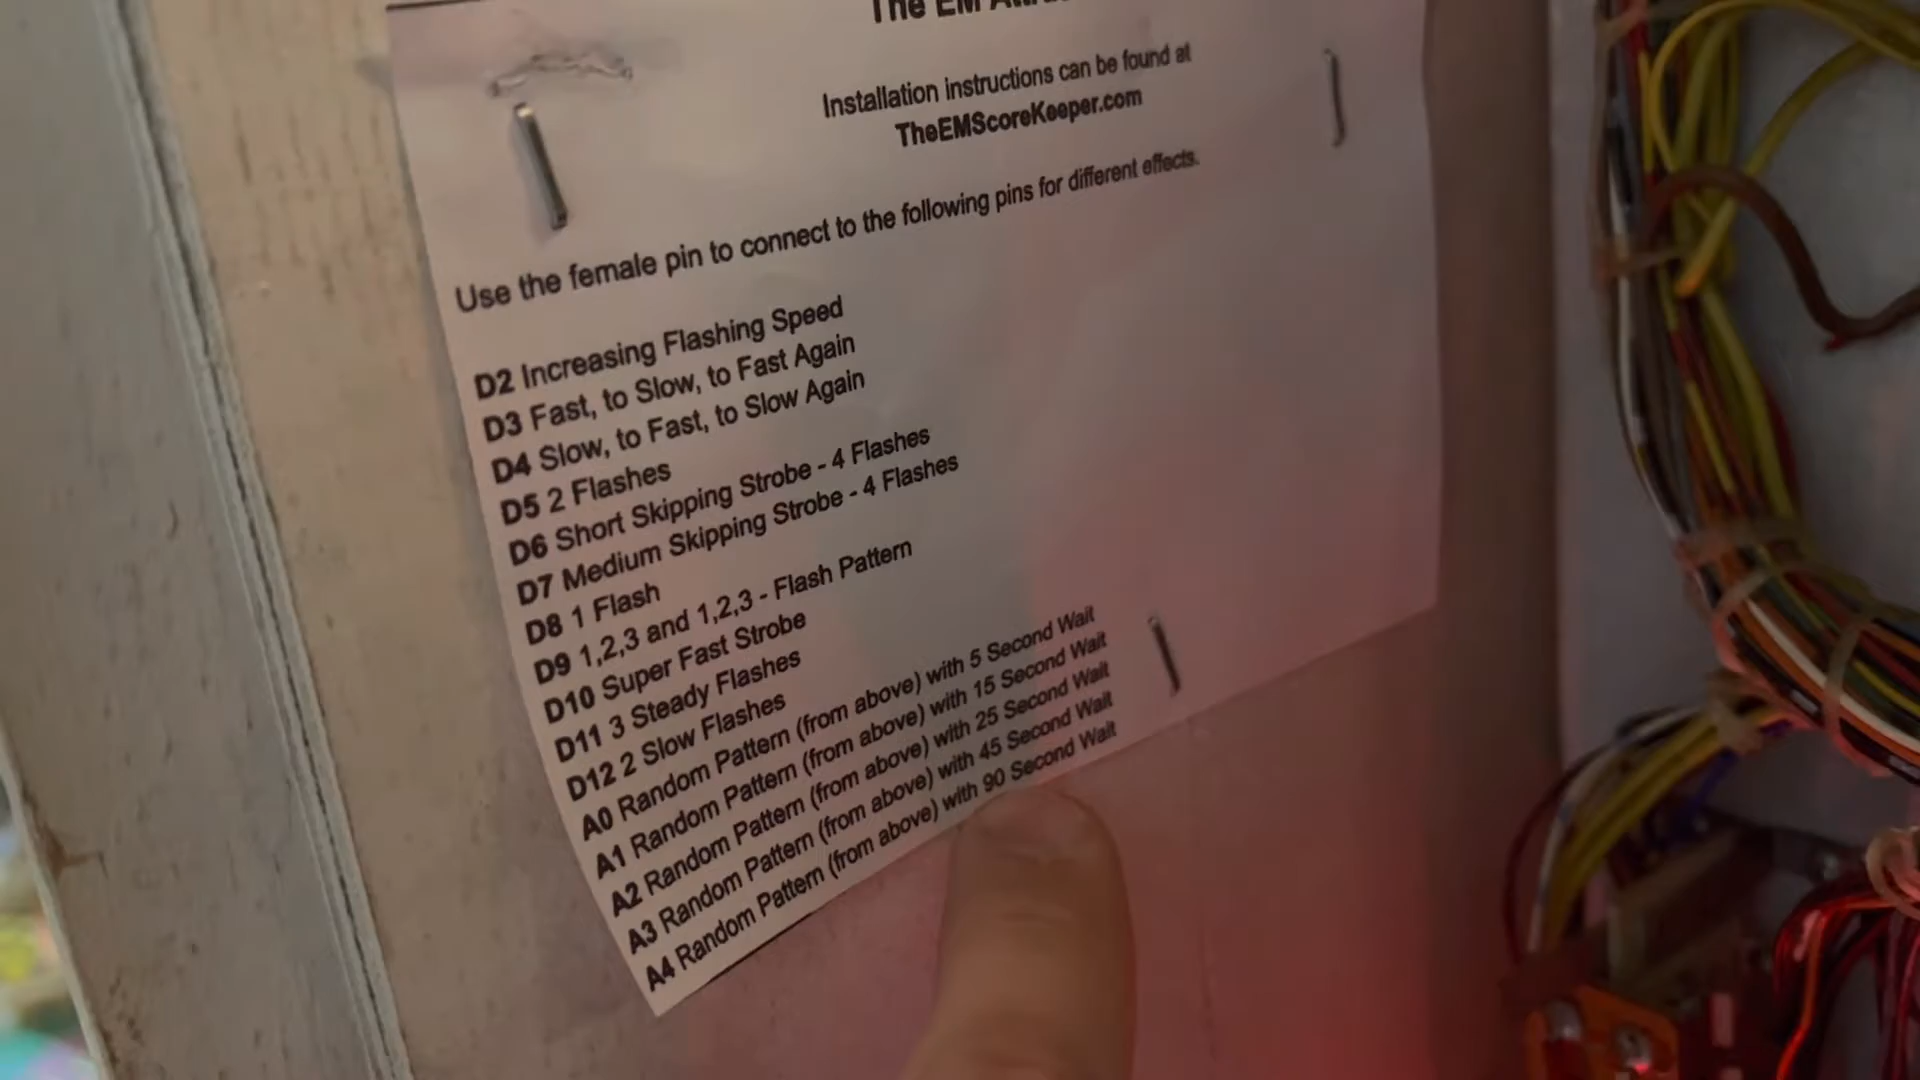 The EM
Installation instructions can be found at
TheEMScoreKeeper.com
Use the female pin to connect to the following pins for different effects.
D2 Increasing Flashing Speed
D3 Fast, to Slow, to Fast Again
D4 Slow, to Fast, to Slow Again
D5 2 Flashes
D6 Short Skipping Strobe - 4 Flashes
D7 Medium Skipping Strobe - 4 Flashes
D8 1 Flash
D9 1,2,3 and 1,2,3 - Flash Pattern
D10 Super Fast Strobe
D11 3 Steady Flashes
D12 2 Slow Flashes
A0 Random Pattern (from above) with 5 Second Wait
A1 Random Pattern (from above) with 15 Second Wait
A2 Random Pattern (from above) with 25 Second Wait
A3 Random Pattern (from above) with 45 Second Wait
A4 Random Pattern (from above) with 90 Second Wait